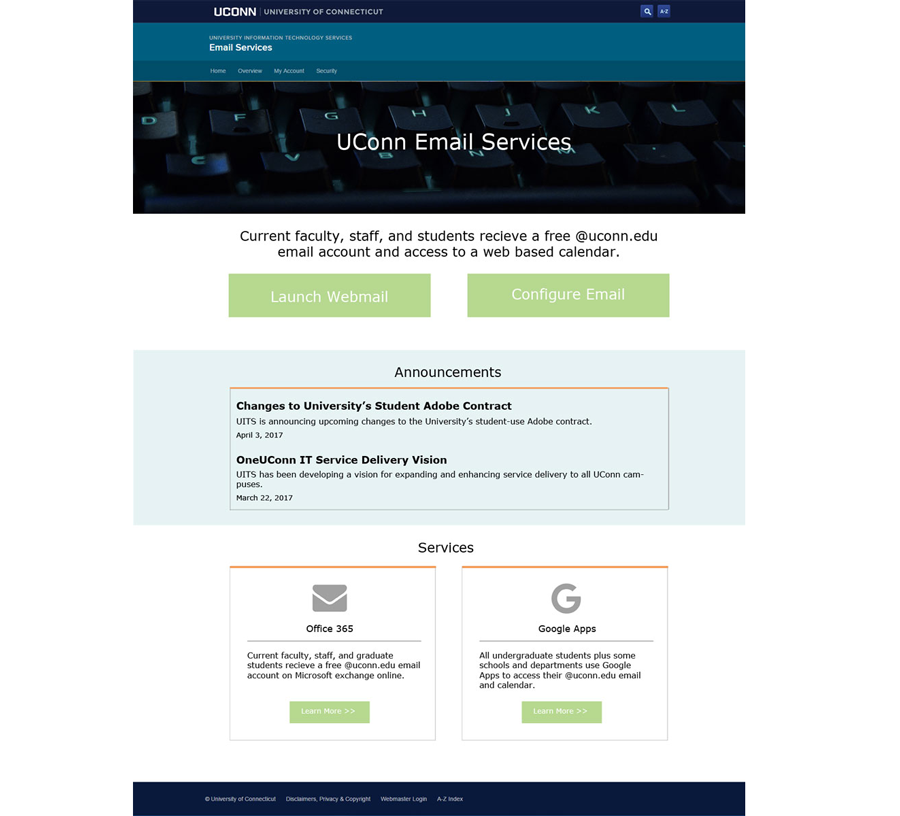 UCONN | UNIVERSITY OF CONNECTICUT
A-Z
UNIVERSITY INFORMATION TECHNOLOGY SERVICES
Email Services
Home Overview My Account Security
D F G H J K L
UConn Email Services
Current faculty, staff, and students recieve a free @uconn.edu
email account and access to a web based calendar.
Launch Webmail Configure Email
Announcements
Changes to University’s Student Adobe Contract
UITS is announcing upcoming changes to the University’s student-use Adobe contract.
April 3, 2017
OneUConn IT Service Delivery Vision
UITS has been developing a vision for expanding and enhancing service delivery to all UConn cam-
puses.
March 22, 2017
Services
Office 365
Current faculty, staff, and graduate
students recieve a free @uconn.edu email
account on Microsoft exchange online.
Learn More >>
G
Google Apps
All undergraduate students plus some
schools and departments use Google
Apps to access their @uconn.edu email
and calendar.
Learn More >>
© University of Connecticut Disclaimers, Privacy & Copyright Webmaster Login A-Z Index